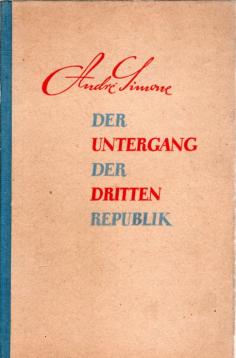 André Simone
DER
UNTERGANG
DER
DRITTEN
REPUBLIK